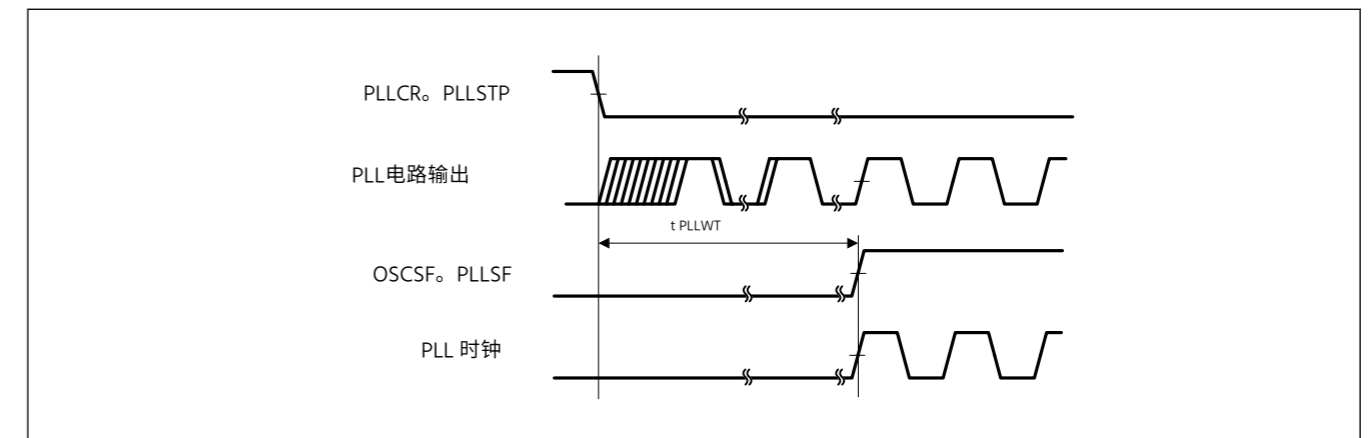 PLLCR。PLLSTP
PLL电路输出
t PLLWT
OSCSF。PLLSF
PLL 时钟